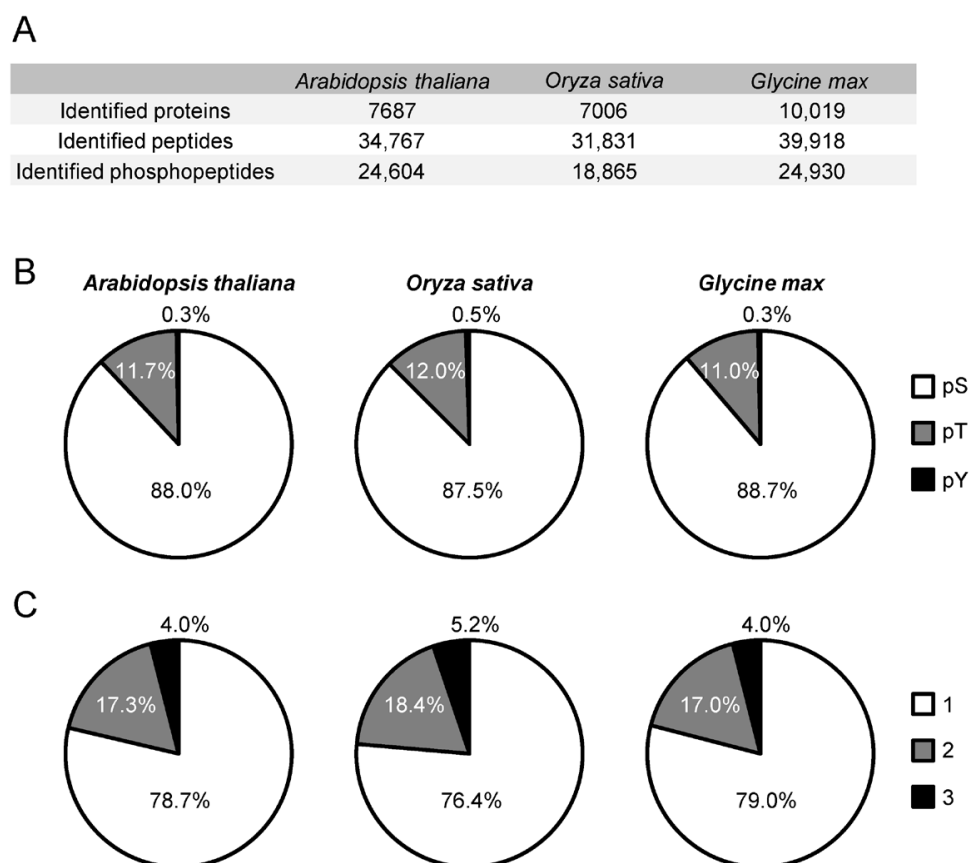 A
Arabidopsis thaliana Oryza sativa Glycine max
Identified proteins 7687 7006 10,019
Identified peptides 34,767 31,831 39,918
Identified phosphopeptides 24,604 18,865 24,930
B
Arabidopsis thaliana Oryza sativa Glycine max
0.3% 0.5% 0.3%
11.7% 12.0% 11.0%
88.0% 87.5% 88.7%
pS
pT
pY
C
4.0% 5.2% 4.0%
17.3% 18.4% 17.0%
78.7% 76.4% 79.0%
1
2
3